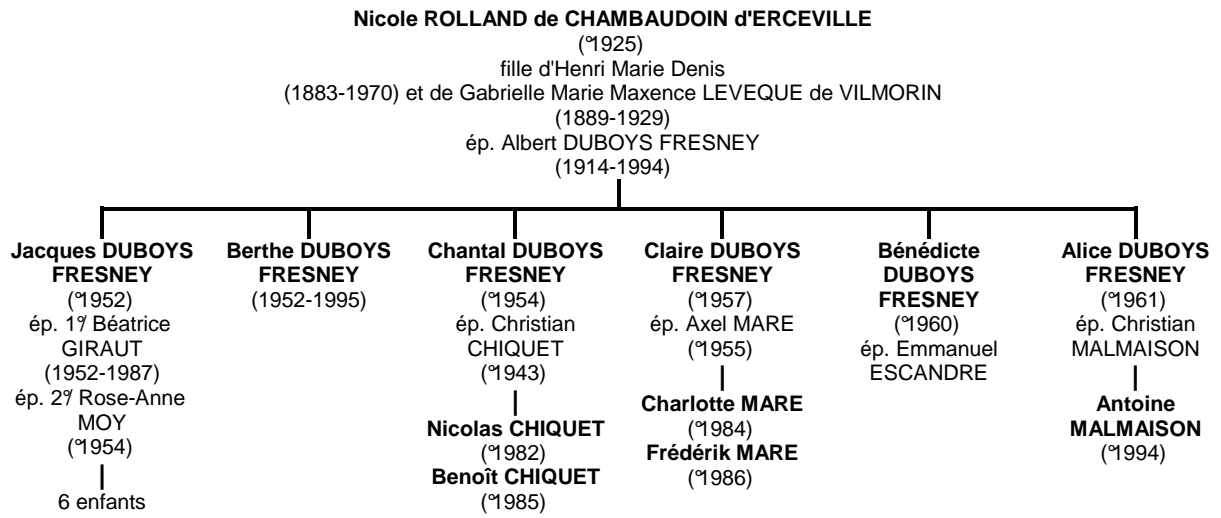 Nicole ROLLAND de CHAMBAUDOIN d'ERCEVILLE
(°1925)
fille d'Henri Marie Denis
(1883-1970) et de Gabrielle Marie Maxence LEVEQUE de VILMORIN
(1889-1929)
ép. Albert DUBOYS FRESNEY
(1914-1994)
Jacques DUBOYS
FRESNEY
(°1952)
ép. 1°/ Béatrice
GIRAUT
(1952-1987)
ép. 2°/ Rose-Anne
MOY
(°1954)
6 enfants
Berthe DUBOYS
FRESNEY
(1952-1995)
Chantal DUBOYS
FRESNEY
(°1954)
ép. Christian
CHIQUET
(°1943)
Nicolas CHIQUET
(°1982)
Benoît CHIQUET
(°1985)
Claire DUBOYS
FRESNEY
(°1957)
ép. Axel MARE
(°1955)
Charlotte MARE
(°1984)
Frédérik MARE
(°1986)
Bénédicte
DUBOYS
FRESNEY
(°1960)
ép. Emmanuel
ESCANDRE
Alice DUBOYS
FRESNEY
(°1961)
ép. Christian
MALMAISON
Antoine
MALMAISON
(°1994)